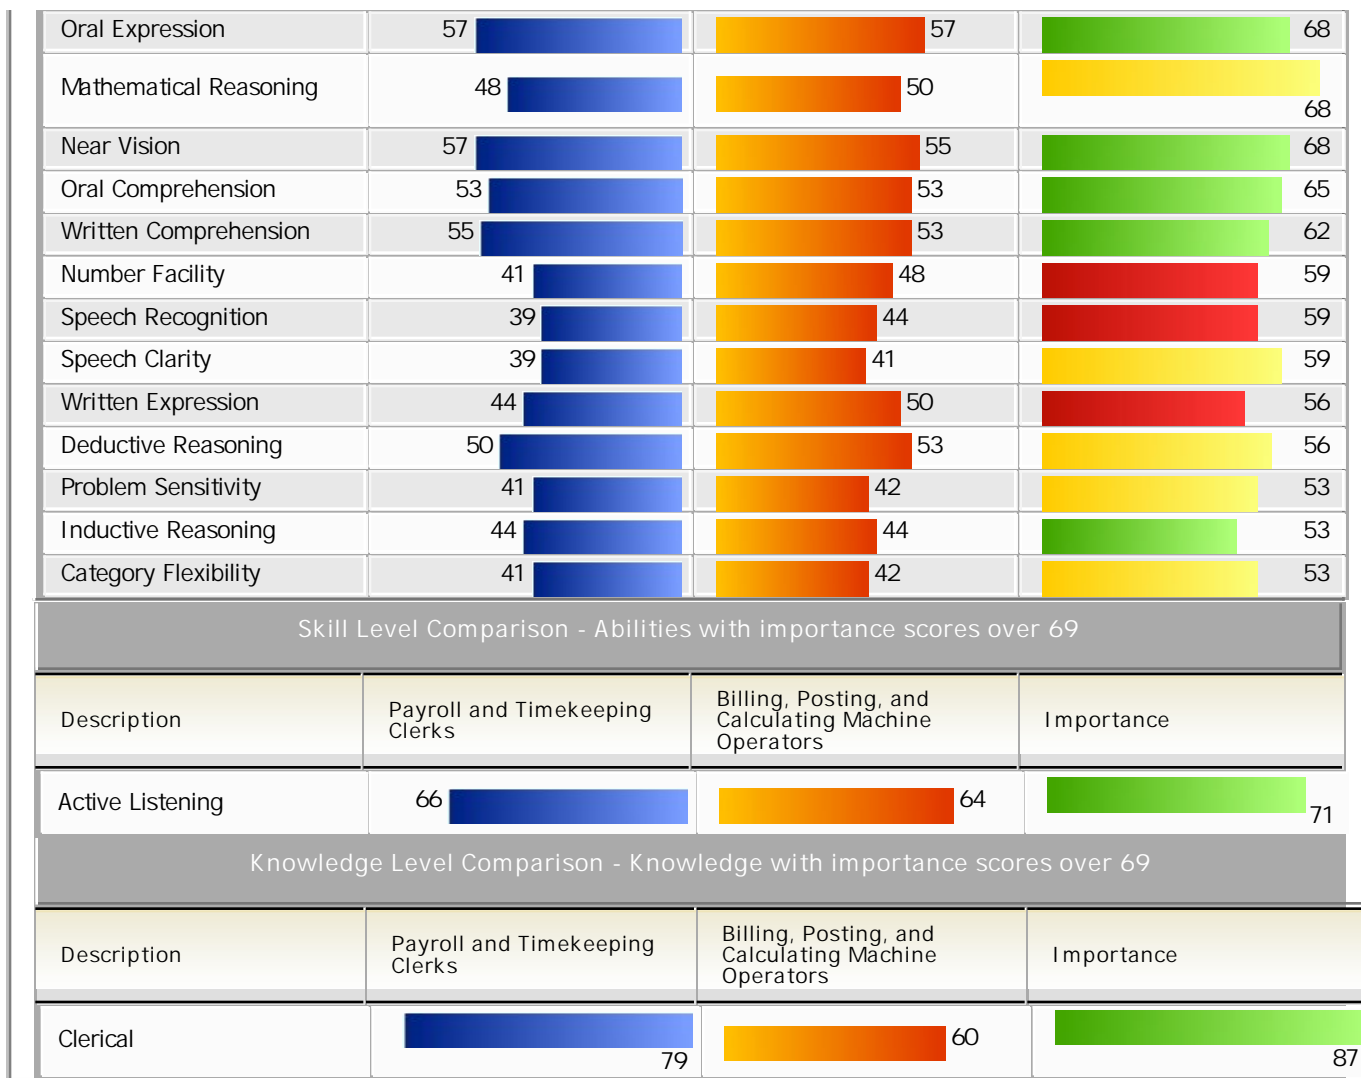 Oral Expression 57 57 68
Mathematical Reasoning 48 50 68
Near Vision 57 55 68
Oral Comprehension 53 53 65
Written Comprehension 55 53 62
Number Facility 41 48 59
Speech Recognition 39 44 59
Speech Clarity 39 41 59
Written Expression 44 50 56
Deductive Reasoning 50 53 56
Problem Sensitivity 41 42 53
Inductive Reasoning 44 44 53
Category Flexibility 41 42 53
Skill Level Comparison - Abilities with importance scores over 69
Description
Payroll and Timekeeping
Clerks
Billing, Posting, and
Calculating Machine
Operators
Importance
Active Listening 66 64 71
Knowledge Level Comparison - Knowledge with importance scores over 69
Description
Payroll and Timekeeping
Clerks
Billing, Posting, and
Calculating Machine
Operators
Importance
Clerical 79 60 87